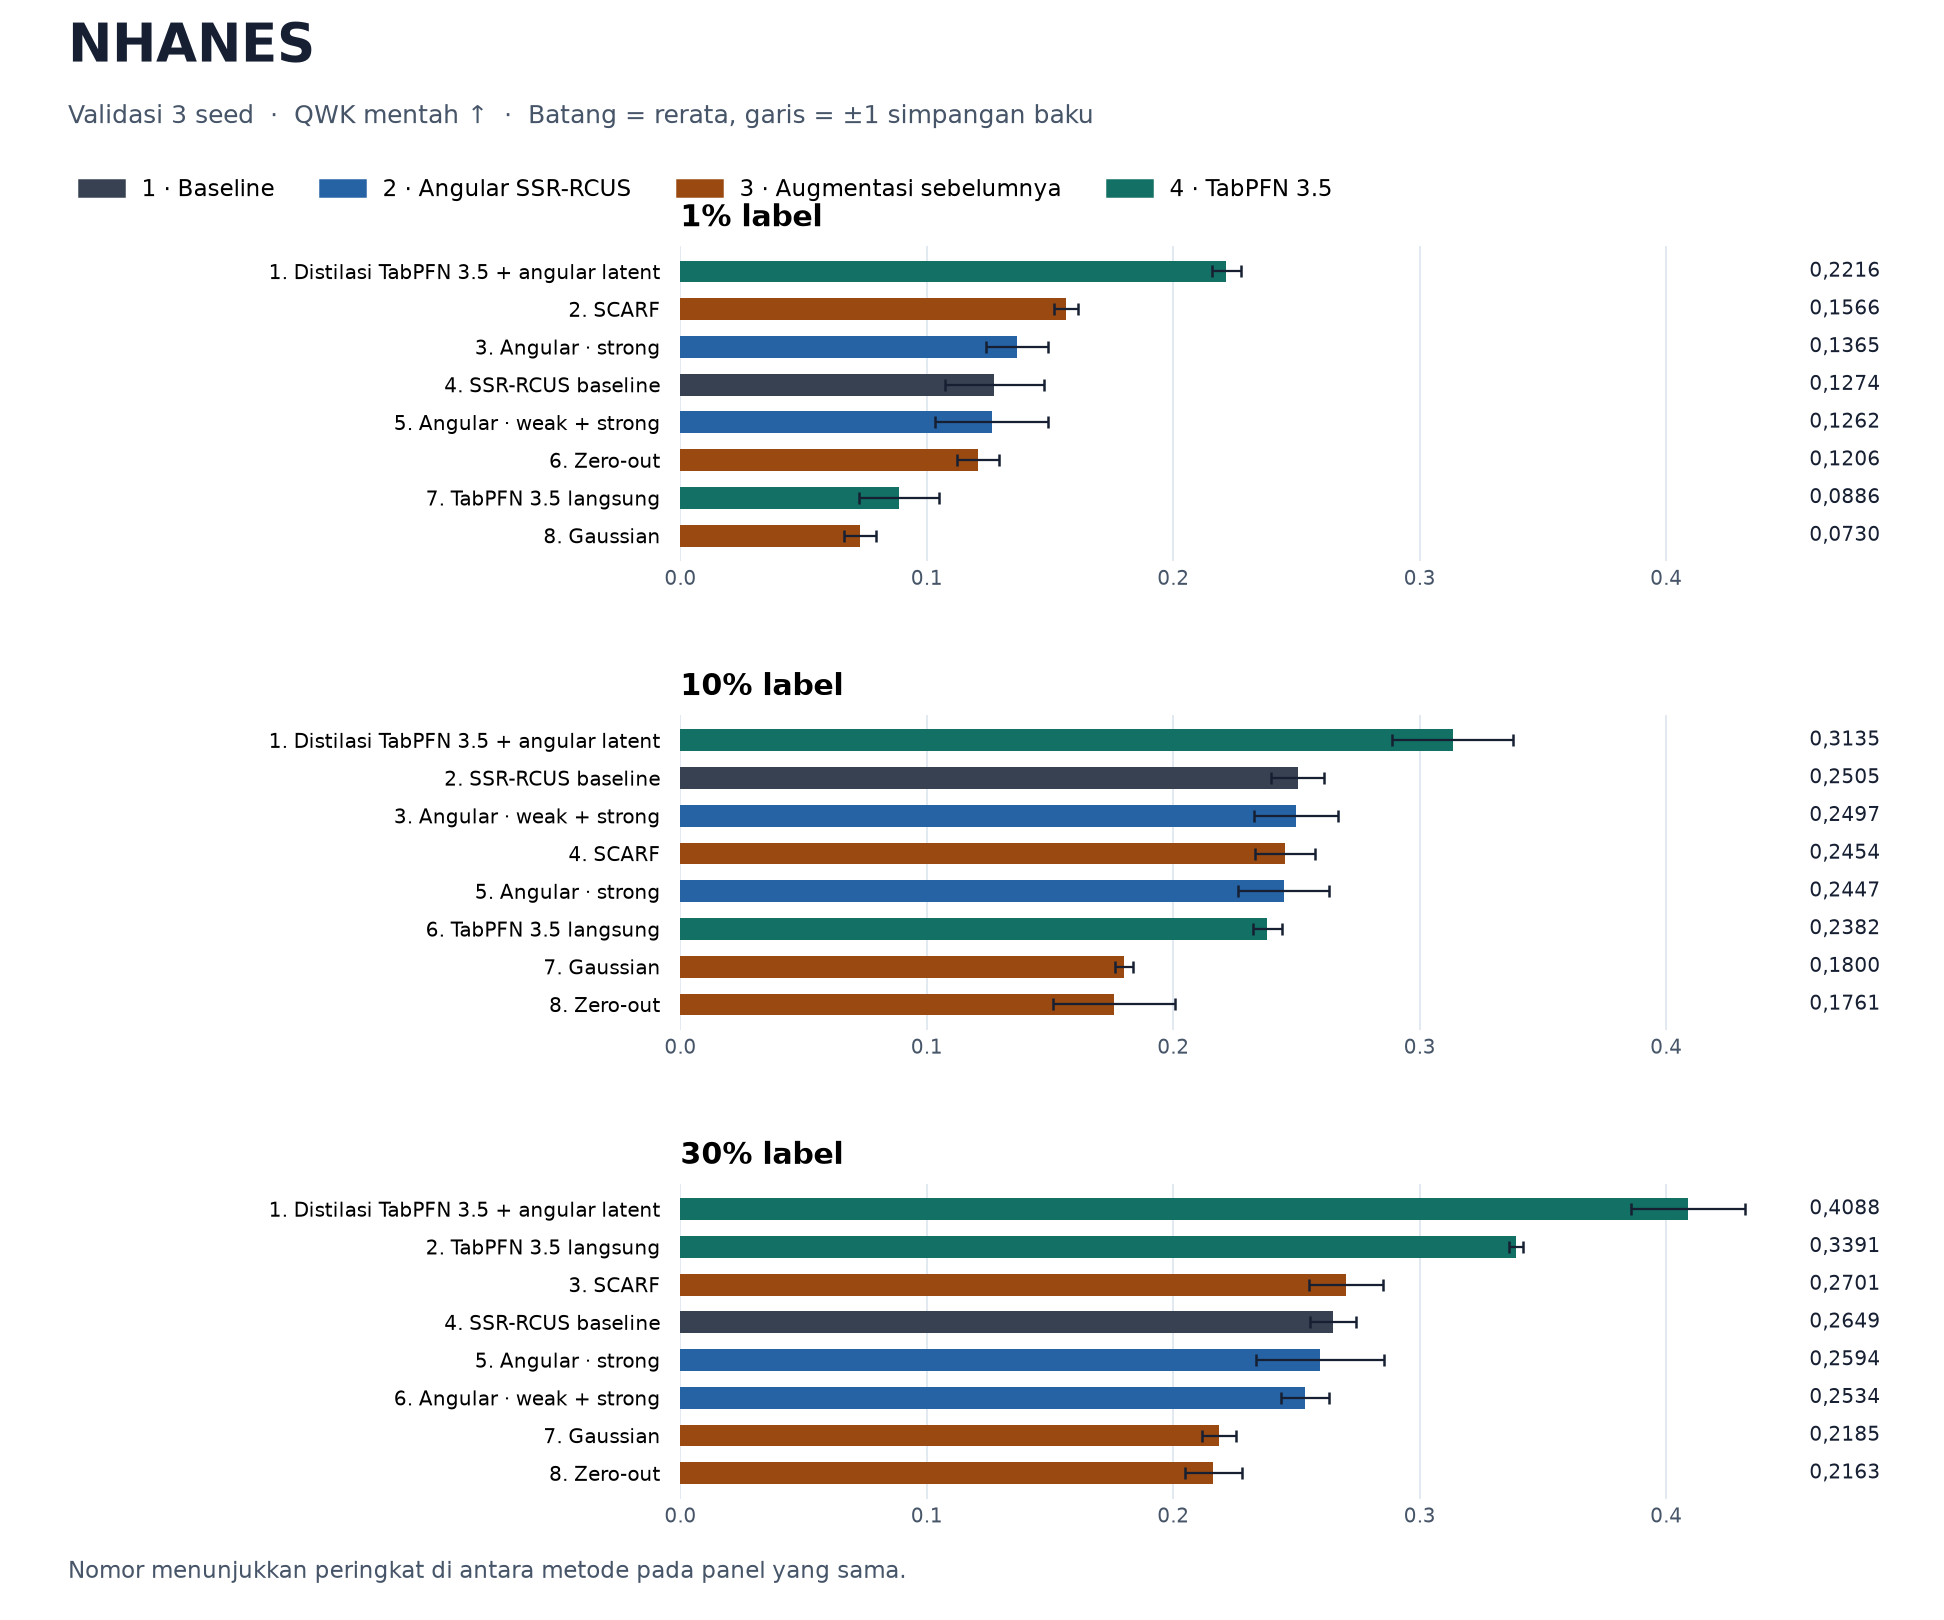 NHANES
Validasi 3 seed · QWK mentah ↑ · Batang = rerata, garis = ±1 simpangan baku
1 · Baseline 2 · Angular SSR-RCUS 3 · Augmentasi sebelumnya 4 · TabPFN 3.5
1% label
1. Distilasi TabPFN 3.5 + angular latent 0,2216
2. SCARF 0,1566
3. Angular · strong 0,1365
4. SSR-RCUS baseline 0,1274
5. Angular · weak + strong 0,1262
6. Zero-out 0,1206
7. TabPFN 3.5 langsung 0,0886
8. Gaussian 0,0730
0.0 0.1 0.2 0.3 0.4
10% label
1. Distilasi TabPFN 3.5 + angular latent 0,3135
2. SSR-RCUS baseline 0,2505
3. Angular · weak + strong 0,2497
4. SCARF 0,2454
5. Angular · strong 0,2447
6. TabPFN 3.5 langsung 0,2382
7. Gaussian 0,1800
8. Zero-out 0,1761
0.0 0.1 0.2 0.3 0.4
30% label
1. Distilasi TabPFN 3.5 + angular latent 0,4088
2. TabPFN 3.5 langsung 0,3391
3. SCARF 0,2701
4. SSR-RCUS baseline 0,2649
5. Angular · strong 0,2594
6. Angular · weak + strong 0,2534
7. Gaussian 0,2185
8. Zero-out 0,2163
0.0 0.1 0.2 0.3 0.4
Nomor menunjukkan peringkat di antara metode pada panel yang sama.